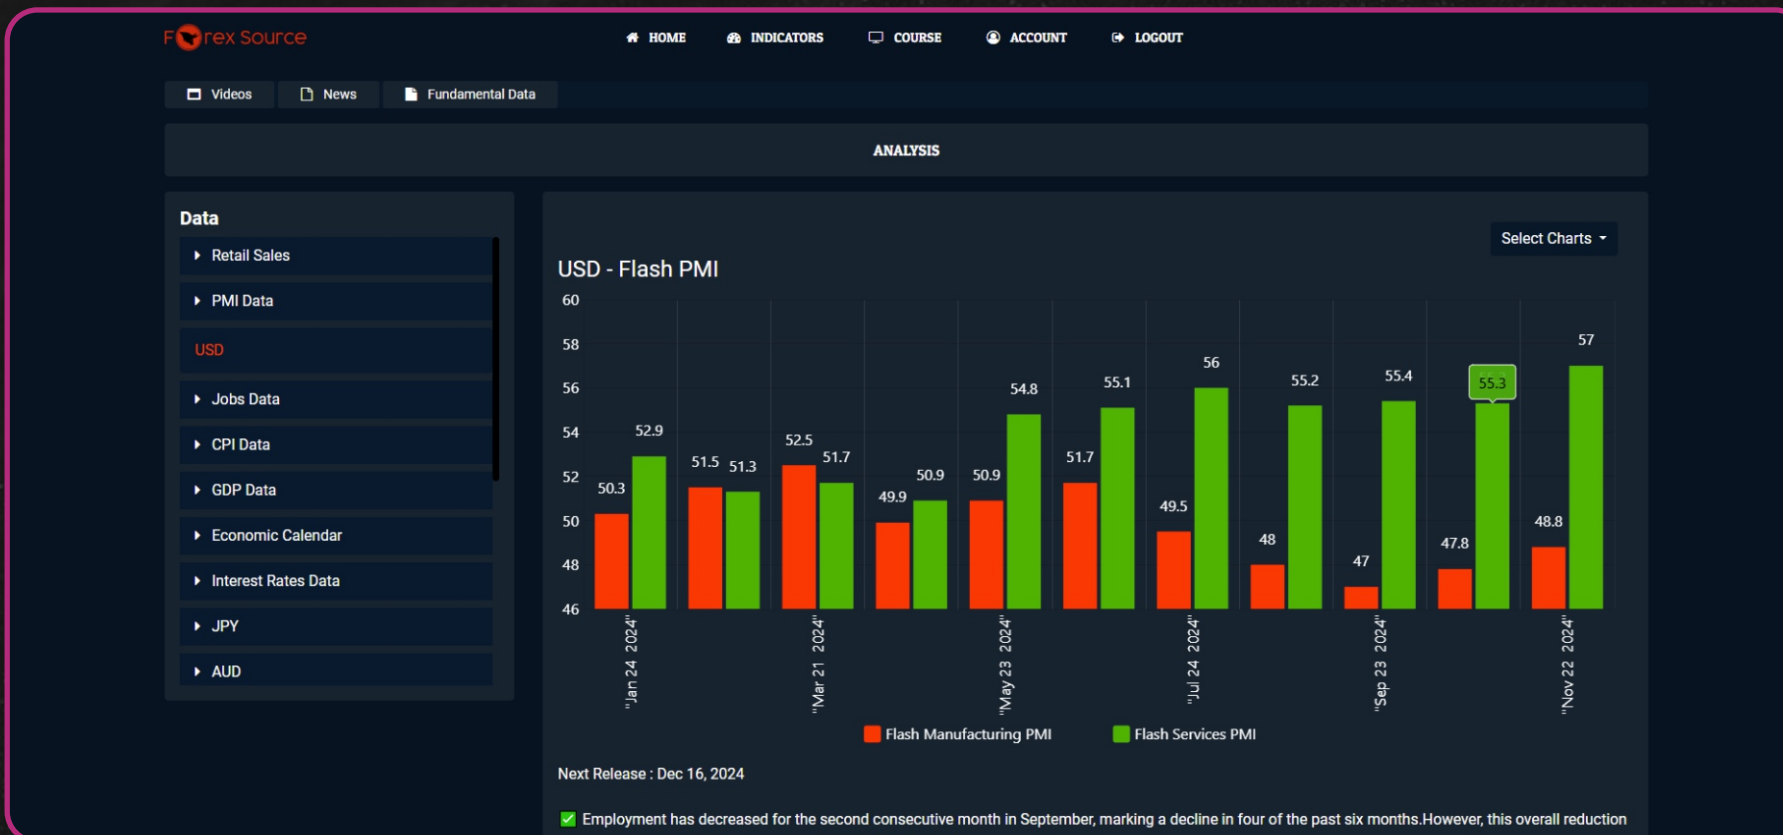 Forex Source
HOME INDICATORS COURSE ACCOUNT LOGOUT
Videos News Fundamental Data
ANALYSIS
Data
Retail Sales
PMI Data
USD
Jobs Data
CPI Data
GDP Data
Economic Calendar
Interest Rates Data
JPY
AUD
Select Charts
USD - Flash PMI
60
58
56
54
52
50
48
46
50.3
52.9
51.5
51.3
52.5
51.7
49.9
50.9
50.9
54.8
51.7
55.1
49.5
56
48
55.2
47
55.4
47.8
55.3
48.8
57
"Jan 24 2024"
"Mar 21 2024"
"May 23 2024"
"Jul 24 2024"
"Sep 23 2024"
"Nov 22 2024"
Flash Manufacturing PMI Flash Services PMI
Next Release : Dec 16, 2024
Employment has decreased for the second consecutive month in September, marking a decline in four of the past six months.However, this overall reduction